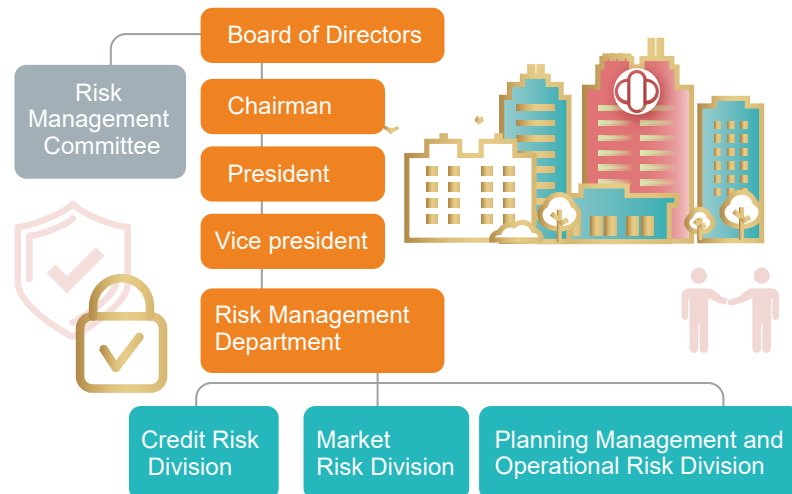 Board of Directors
Risk
Management
Committee
Chairman
President
Vice president
Risk Management
Department
Credit Risk
Division
Market
Risk Division
Planning Management and
Operational Risk Division